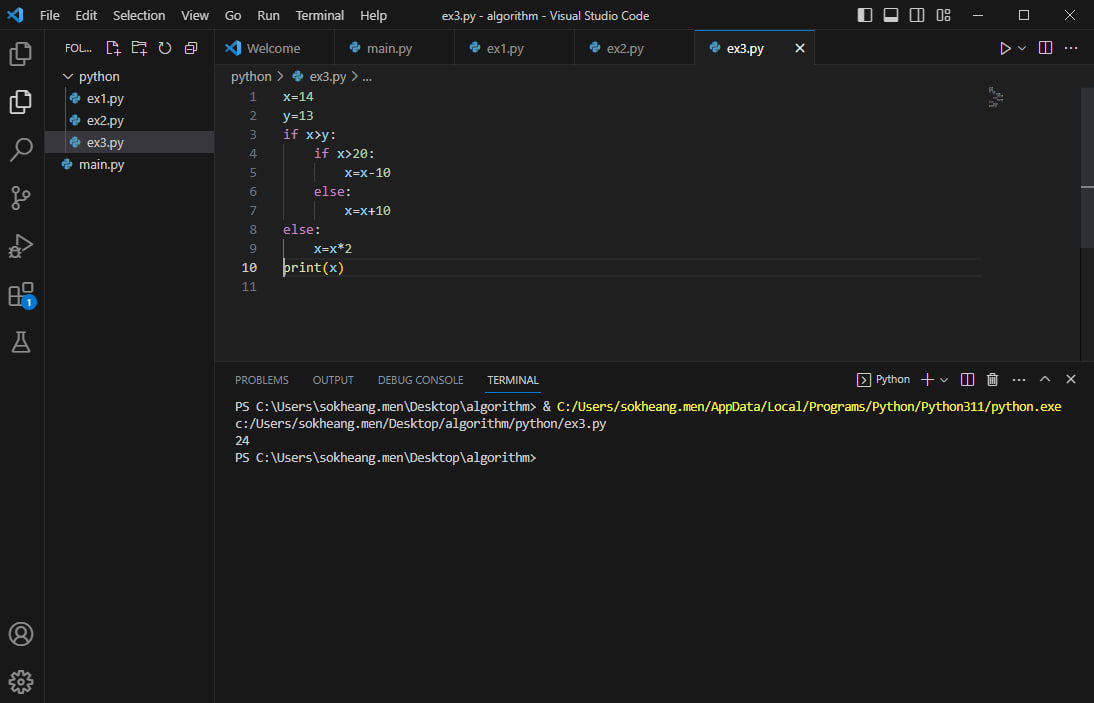 File Edit Selection View Go Run Terminal Help ex3.py - algorithm - Visual Studio Code
FOL...
python
ex1.py
ex2.py
ex3.py
main.py
1
Welcome main.py ex1.py ex2.py ex3.py
python > ex3.py > ...
1 x=14
2 y=13
3 if x>y:
4     if x>20:
5         x=x-10
6     else:
7         x=x+10
8 else:
9     x=x*2
10 print(x)
11
PROBLEMS OUTPUT DEBUG CONSOLE TERMINAL Python
PS C:\Users\sokheang.men\Desktop\algorithm> & C:/Users/sokheang.men/AppData/Local/Programs/Python/Python311/python.exe
c:/Users/sokheang.men/Desktop/algorithm/python/ex3.py
24
PS C:\Users\sokheang.men\Desktop\algorithm>